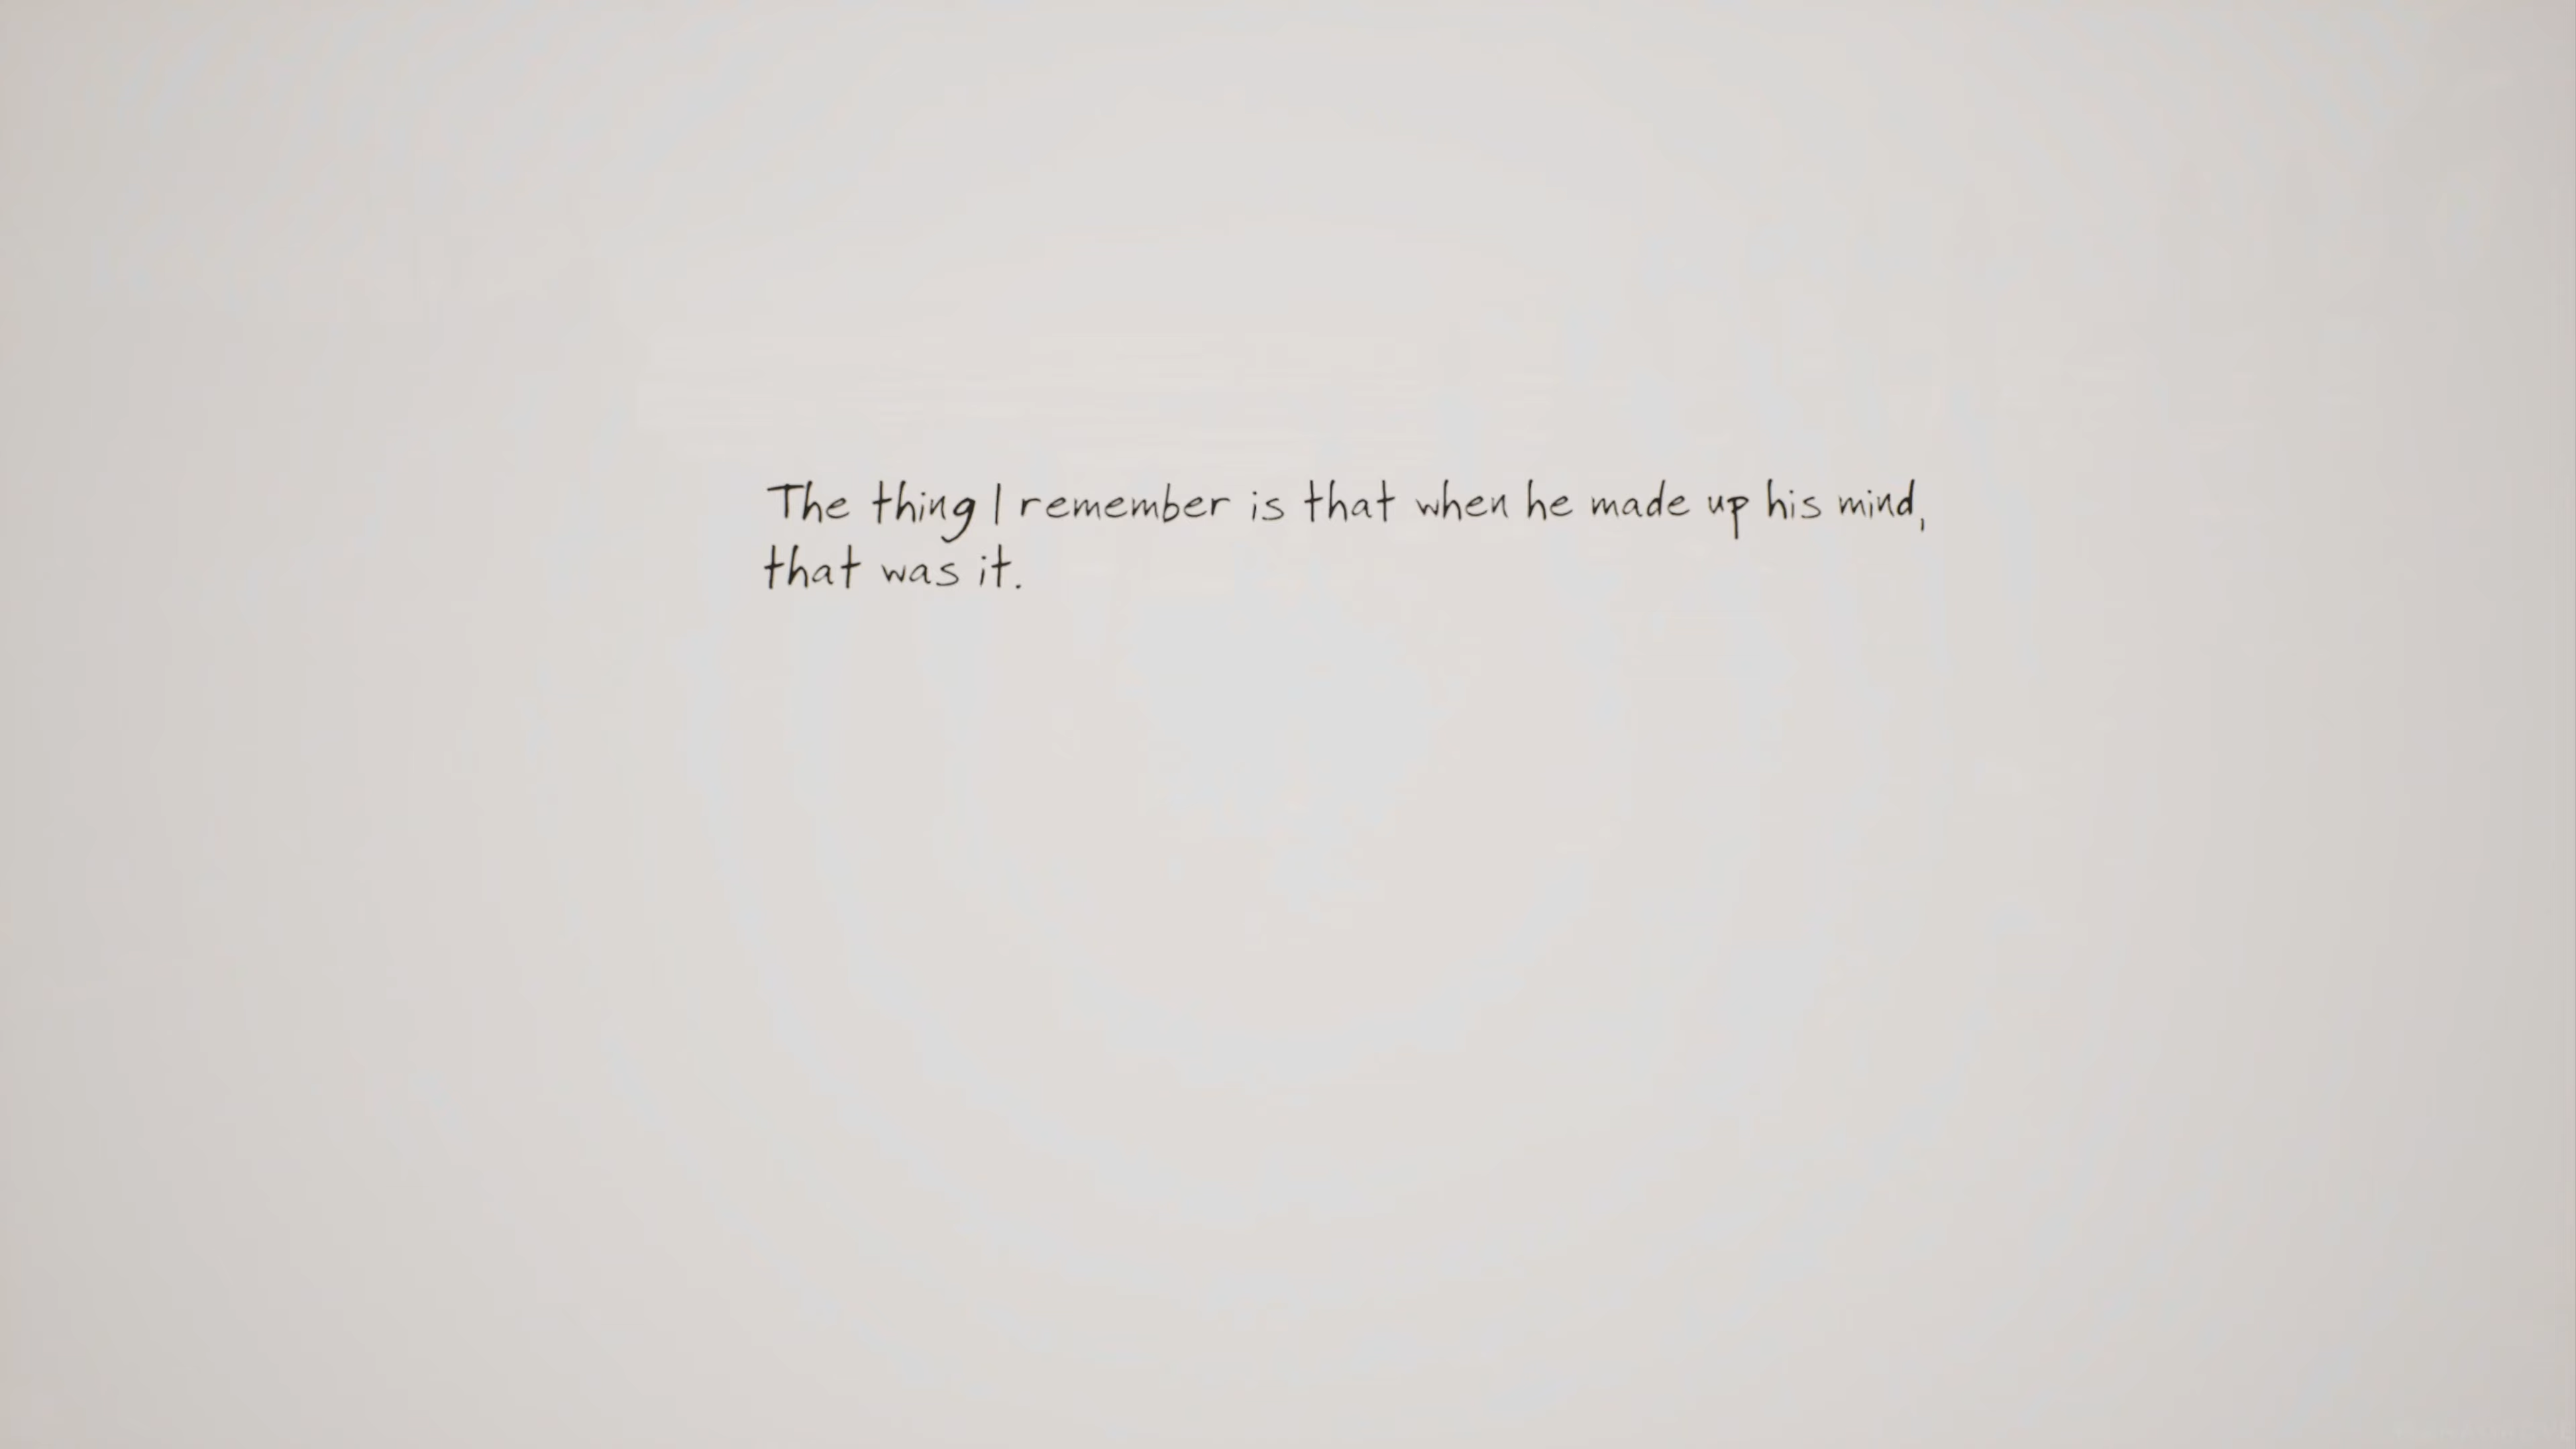 The thing I remember is that when he made up his mind,
that was it.